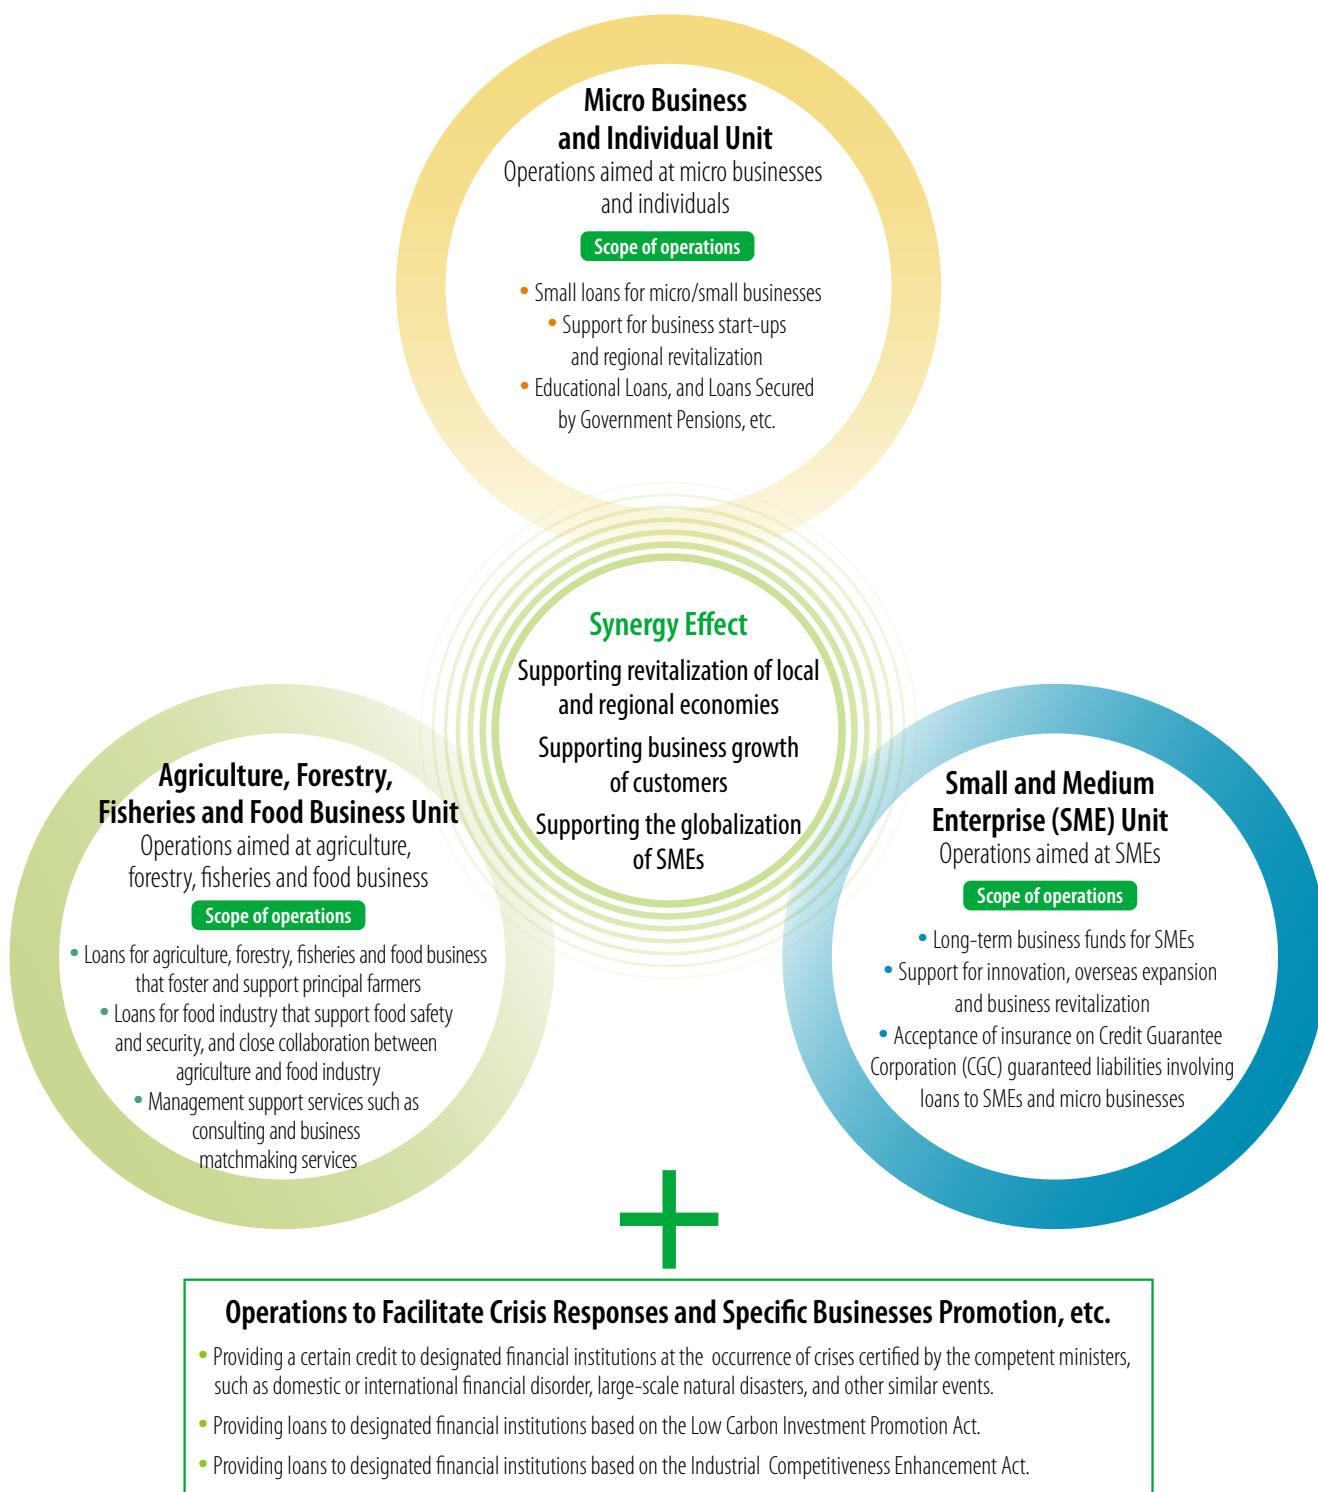 Micro Business
and Individual Unit
Operations aimed at micro businesses
and individuals
Scope of operations
• Small loans for micro/small businesses
• Support for business start-ups
and regional revitalization
• Educational Loans, and Loans Secured
by Government Pensions, etc.
Synergy Effect
Supporting revitalization of local
and regional economies
Supporting business growth
of customers
Supporting the globalization
of SMEs
Agriculture, Forestry,
Fisheries and Food Business Unit
Operations aimed at agriculture,
forestry, fisheries and food business
Scope of operations
• Loans for agriculture, forestry, fisheries and food business
that foster and support principal farmers
• Loans for food industry that support food safety
and security, and close collaboration between
agriculture and food industry
• Management support services such as
consulting and business
matchmaking services
Small and Medium
Enterprise (SME) Unit
Operations aimed at SMEs
Scope of operations
• Long-term business funds for SMEs
• Support for innovation, overseas expansion
and business revitalization
• Acceptance of insurance on Credit Guarantee
Corporation (CGC) guaranteed liabilities involving
loans to SMEs and micro businesses
Operations to Facilitate Crisis Responses and Specific Businesses Promotion, etc.
• Providing a certain credit to designated financial institutions at the occurrence of crises certified by the competent ministers,
such as domestic or international financial disorder, large-scale natural disasters, and other similar events.
• Providing loans to designated financial institutions based on the Low Carbon Investment Promotion Act.
• Providing loans to designated financial institutions based on the Industrial Competitiveness Enhancement Act.